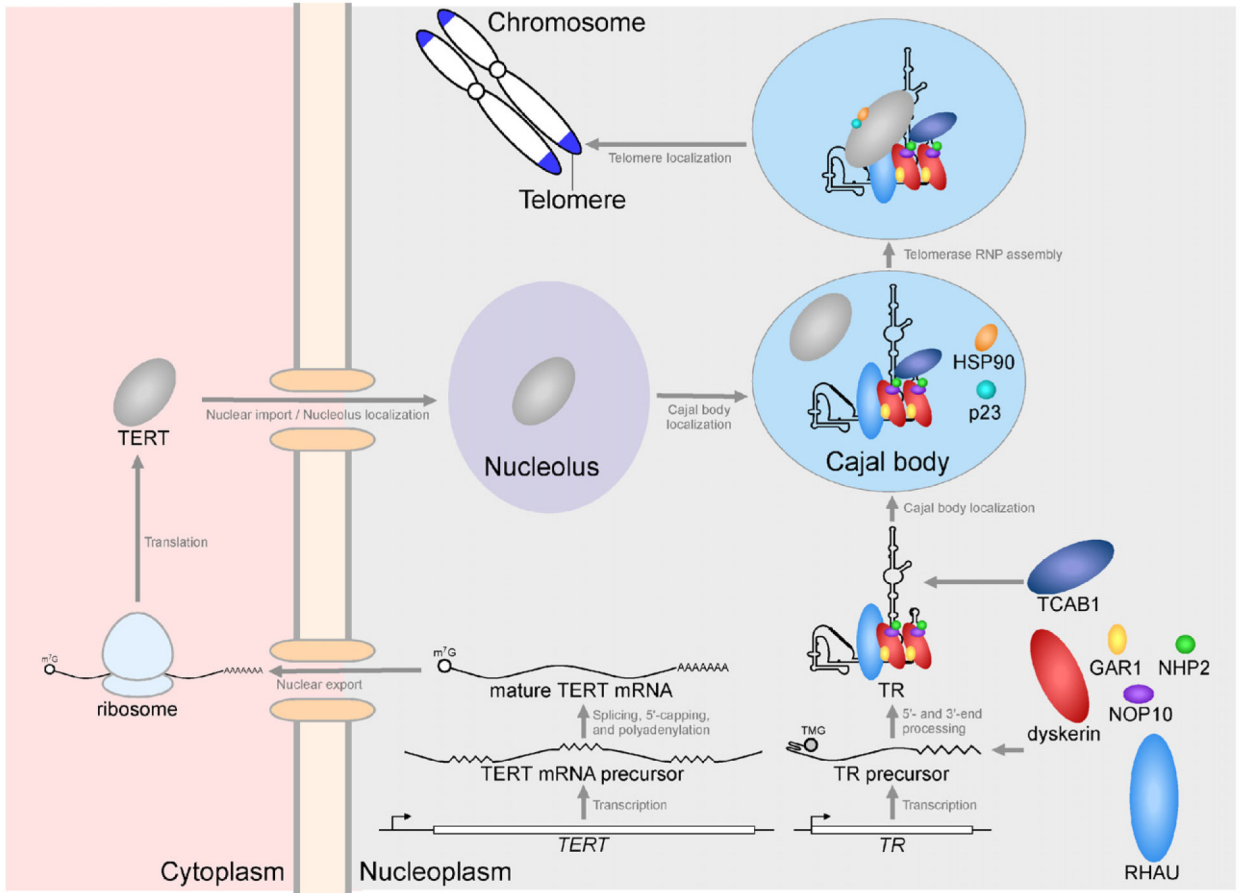 Chromosome
Telomere localization
Telomere
Telomerase RNP assembly
HSP90
p23
TERT
Nuclear import / Nucleolus localization
Nucleolus
Cajal body
localization
Cajal body
Cajal body localization
Translation
TCAB1
m7G
ribosome
AAAAAA
Nuclear export
m7G
AAAAAAA
mature TERT mRNA
TR
GAR1
NHP2
NOP10
dyskerin
Splicing, 5'-capping,
and polyadenylation
5'- and 3'-end
processing
TMG
TERT mRNA precursor
TR precursor
Transcription
Transcription
TERT
TR
RHAU
Cytoplasm
Nucleoplasm